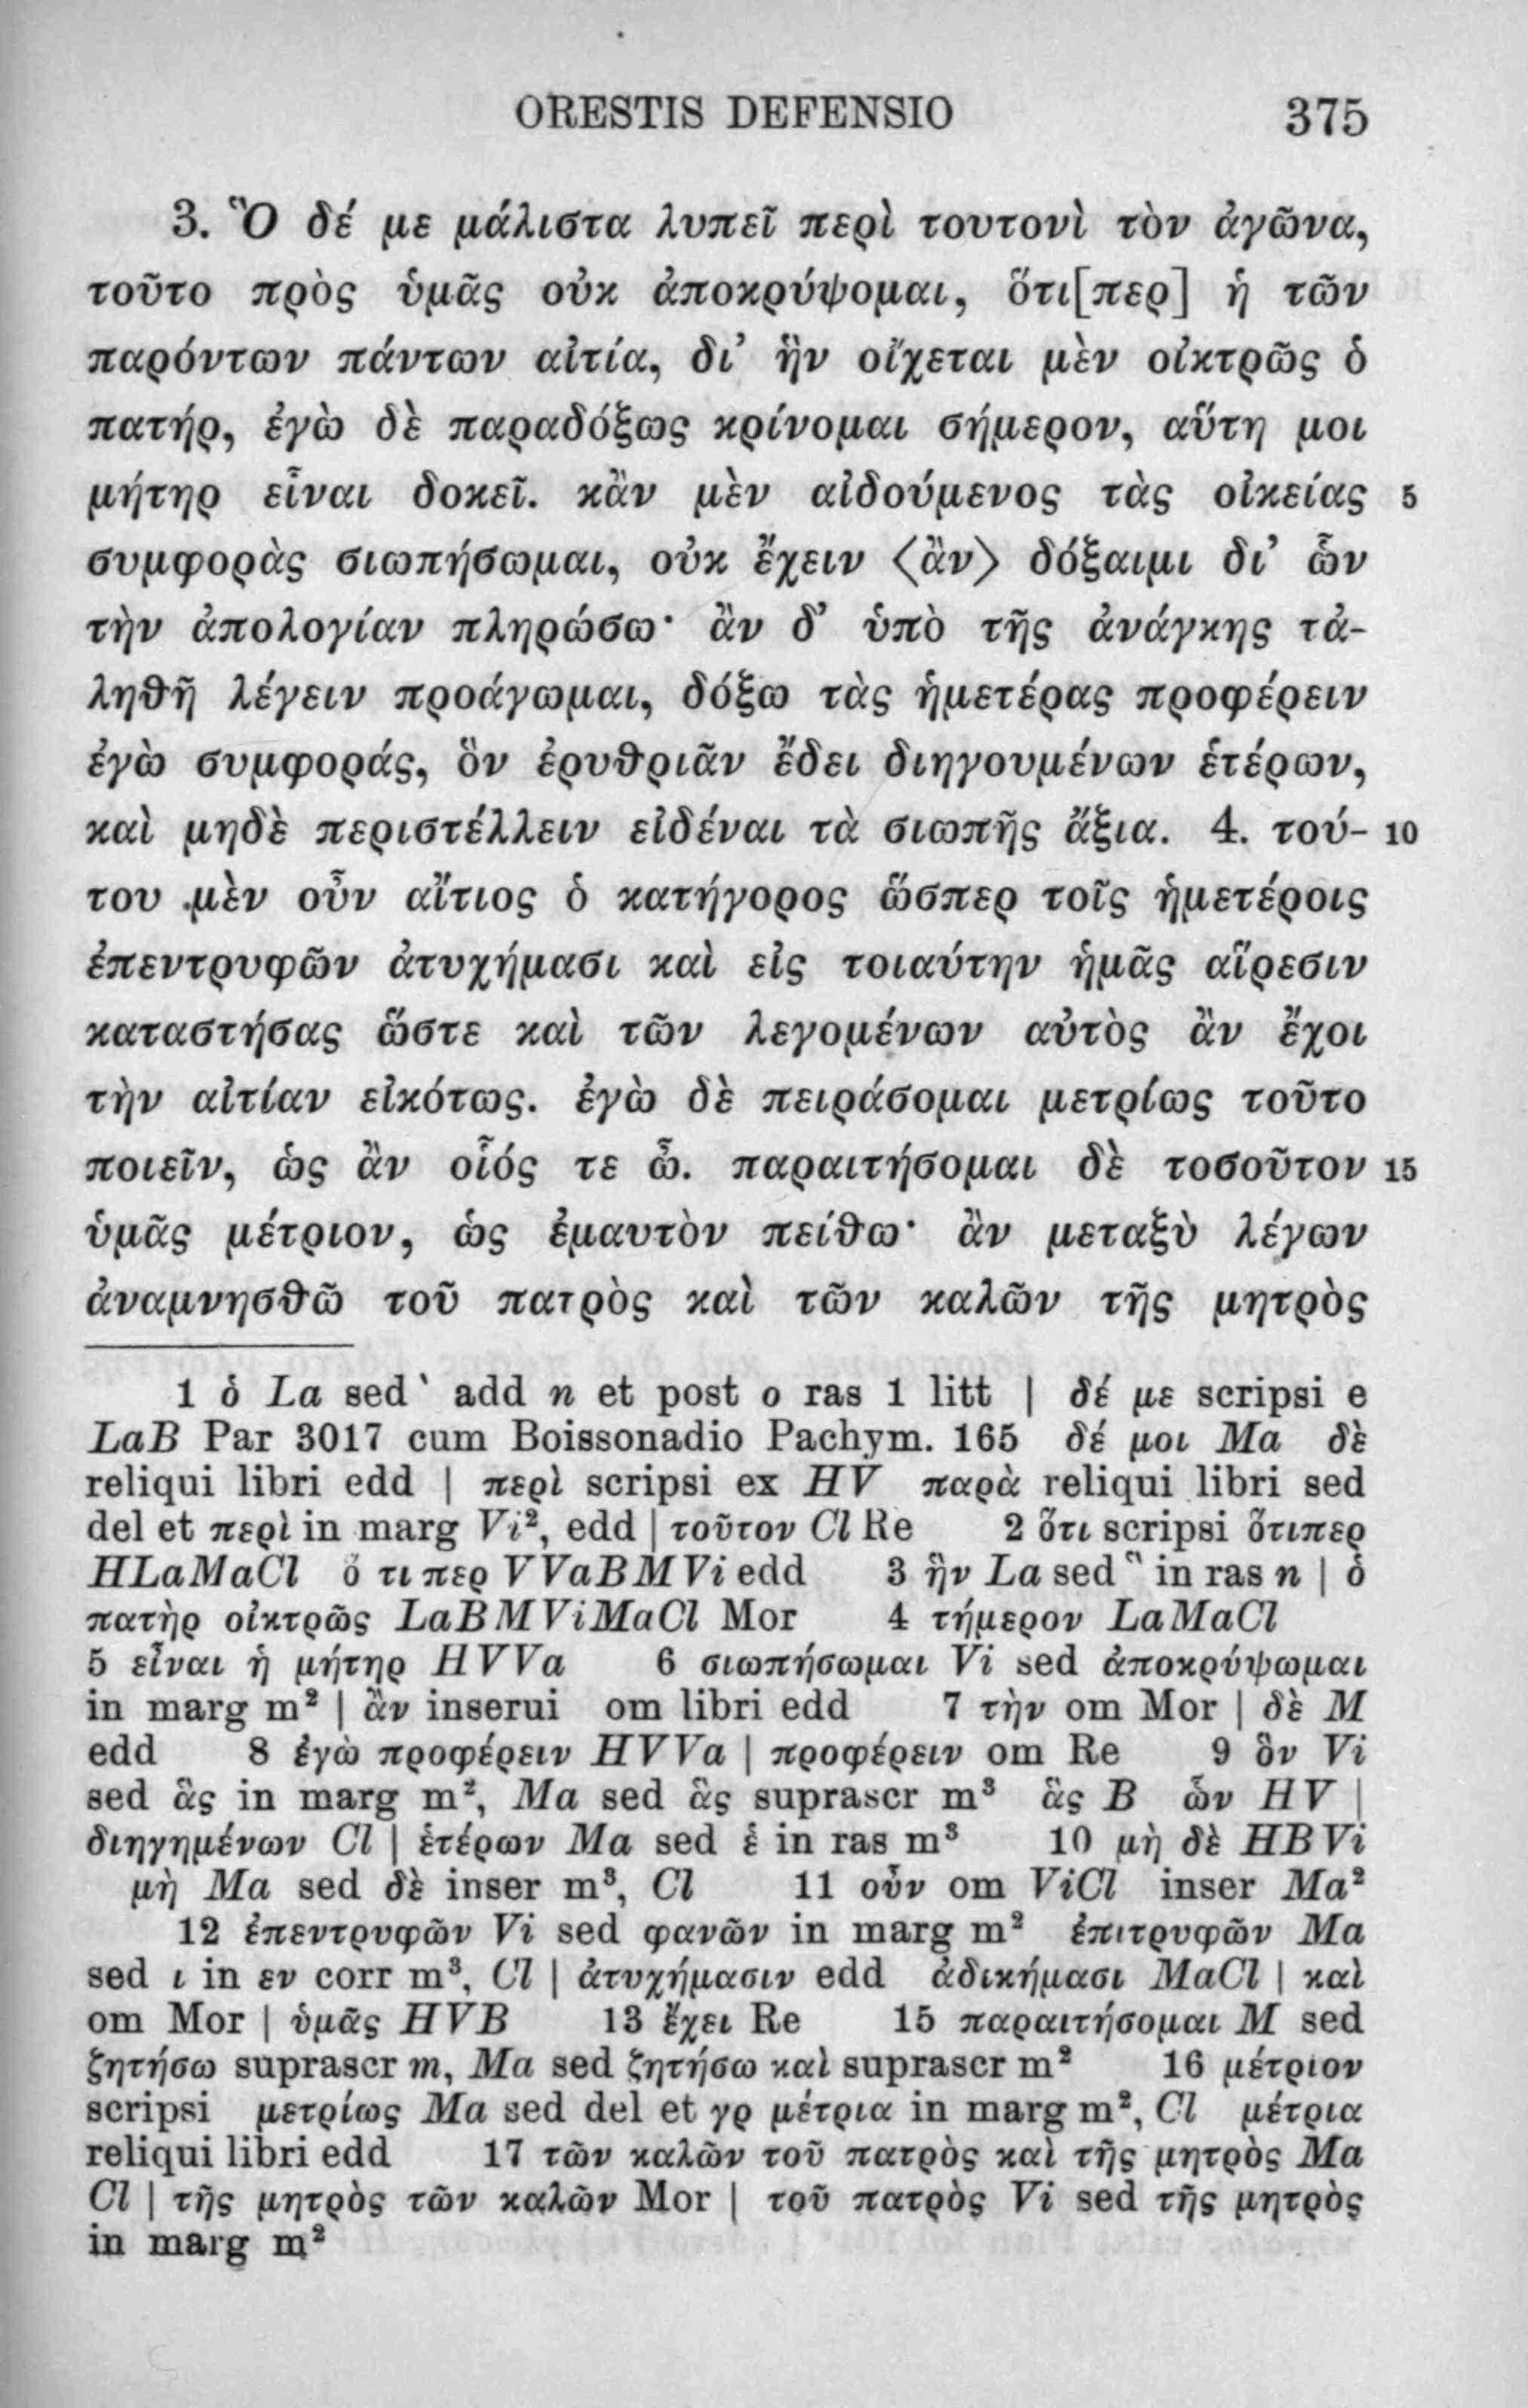 ORESTIS DEFENSIO 375
3. Ὃ δέ με μάλιστα λυπεῖ περὶ τουτονὶ τὸν ἀγῶνα,
τοῦτο πρὸς ὑμᾶς οὐκ ἀποκρύψομαι, ὅτι[περ] ἡ τῶν
παρόντων πάντων αἰτία, δι’ ἣν οἴχεται μὲν οἰκτρῶς ὁ
πατήρ, ἐγὼ δὲ παραδόξως κρίνομαι σήμερον, αὕτη μοι
μήτηρ εἶναι δοκεῖ. κἂν μὲν αἰδούμενος τὰς οἰκείας 5
συμφορὰς σιωπήσωμαι, οὐκ ἔχειν 〈ἂν〉 δόξαιμι δι’ ὧν
τὴν ἀπολογίαν πληρώσω· ἂν δ’ ὑπὸ τῆς ἀνάγκης τἀ-
ληθῆ λέγειν προάγωμαι, δόξω τὰς ἡμετέρας προφέρειν
ἐγὼ συμφοράς, ὃν ἐρυθριᾶν ἔδει διηγουμένων ἑτέρων,
καὶ μηδὲ περιστέλλειν εἰδέναι τὰ σιωπῆς ἄξια. 4. τού- 10
του μὲν οὖν αἴτιος ὁ κατήγορος ὥσπερ τοῖς ἡμετέροις
ἐπεντρυφῶν ἀτυχήμασι καὶ εἰς τοιαύτην ἡμᾶς αἵρεσιν
καταστήσας ὥστε καὶ τῶν λεγομένων αὐτὸς ἂν ἔχοι
τὴν αἰτίαν εἰκότως. ἐγὼ δὲ πειράσομαι μετρίως τοῦτο
ποιεῖν, ὡς ἂν οἷός τε ὦ. παραιτήσομαι δὲ τοσοῦτον 15
ὑμᾶς μέτριον, ὡς ἐμαυτὸν πείθω· ἂν μεταξὺ λέγων
ἀναμνησθῶ τοῦ πατρὸς καὶ τῶν καλῶν τῆς μητρὸς
1 ὁ La sed ̀ add n et post o ras 1 litt | δέ με scripsi e
LaB Par 3017 cum Boissonadio Pachym. 165 δέ μοι Ma δὲ
reliqui libri edd | περὶ scripsi ex HV παρὰ reliqui libri sed
del et περὶ in marg Vi², edd | τοῦτον Cl Re 2 ὅτι scripsi ὅτιπερ
HLaMaCl ὅ τι περ VVaBMVi edd 3 ἣν La sed ῞ in ras n | ὁ
πατὴρ οἰκτρῶς LaBMViMaCl Mor 4 τήμερον LaMaCl
5 εἶναι ἡ μήτηρ HVVa 6 σιωπήσωμαι Vi sed ἀποκρύψωμαι
in marg m² | ἂν inserui om libri edd 7 τὴν om Mor | δὲ M
edd 8 ἐγὼ προφέρειν HVVa | προφέρειν om Re 9 ὃν Vi
sed ἃς in marg m², Ma sed ἃς suprascr m³ ἃς B ὧν HV |
διηγημένων Cl | ἑτέρων Ma sed ἑ in ras m³ 10 μὴ δὲ HBVi
μὴ Ma sed δὲ inser m³, Cl 11 οὖν om ViCl inser Ma²
12 ἐπεντρυφῶν Vi sed φανῶν in marg m² ἐπιτρυφῶν Ma
sed ι in εν corr m³, Cl | ἀτυχήμασιν edd ἀδικήμασι MaCl | καὶ
om Mor | ὑμᾶς HVB 13 ἔχει Re 15 παραιτήσομαι M sed
ζητήσω suprascr m, Ma sed ζητήσω καὶ suprascr m² 16 μέτριον
scripsi μετρίως Ma sed del et γρ μέτρια in marg m², Cl μέτρια
reliqui libri edd 17 τῶν καλῶν τοῦ πατρὸς καὶ τῆς μητρὸς Ma
Cl | τῆς μητρὸς τῶν καλῶν Mor | τοῦ πατρὸς Vi sed τῆς μητρὸς
in marg m²